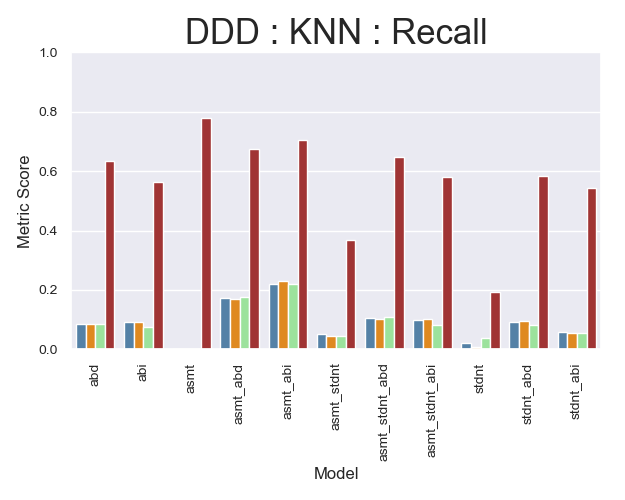 DDD : KNN : Recall
1.0
0.8
0.6
0.4
0.2
0.0
Metric Score
abd
abi
asmt
asmt_abd
asmt_abi
asmt_stdnt
asmt_stdnt_abd
asmt_stdnt_abi
stdnt
stdnt_abd
stdnt_abi
Model